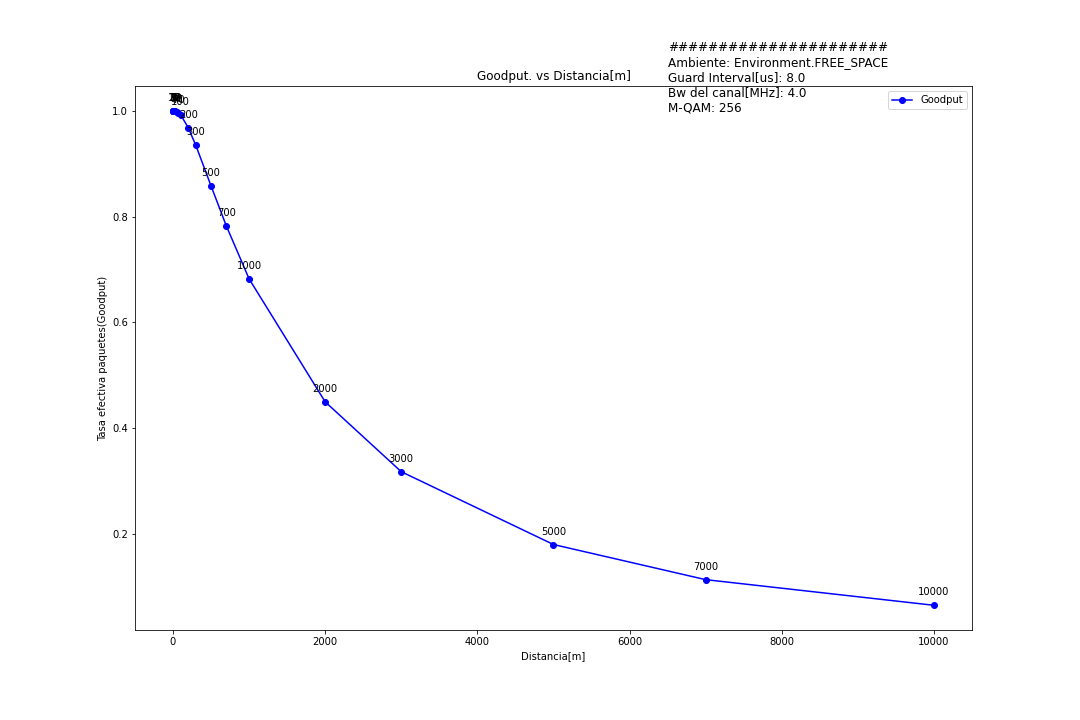 ######################
Ambiente: Environment.FREE_SPACE
Guard Interval[us]: 8.0
Bw del canal[MHz]: 4.0
M-QAM: 256
Goodput. vs Distancia[m]
Goodput
100
200
300
500
700
1000
2000
3000
5000
7000
10000
1.0
0.8
0.6
0.4
0.2
Tasa efectiva paquetes(Goodput)
0 2000 4000 6000 8000 10000
Distancia[m]